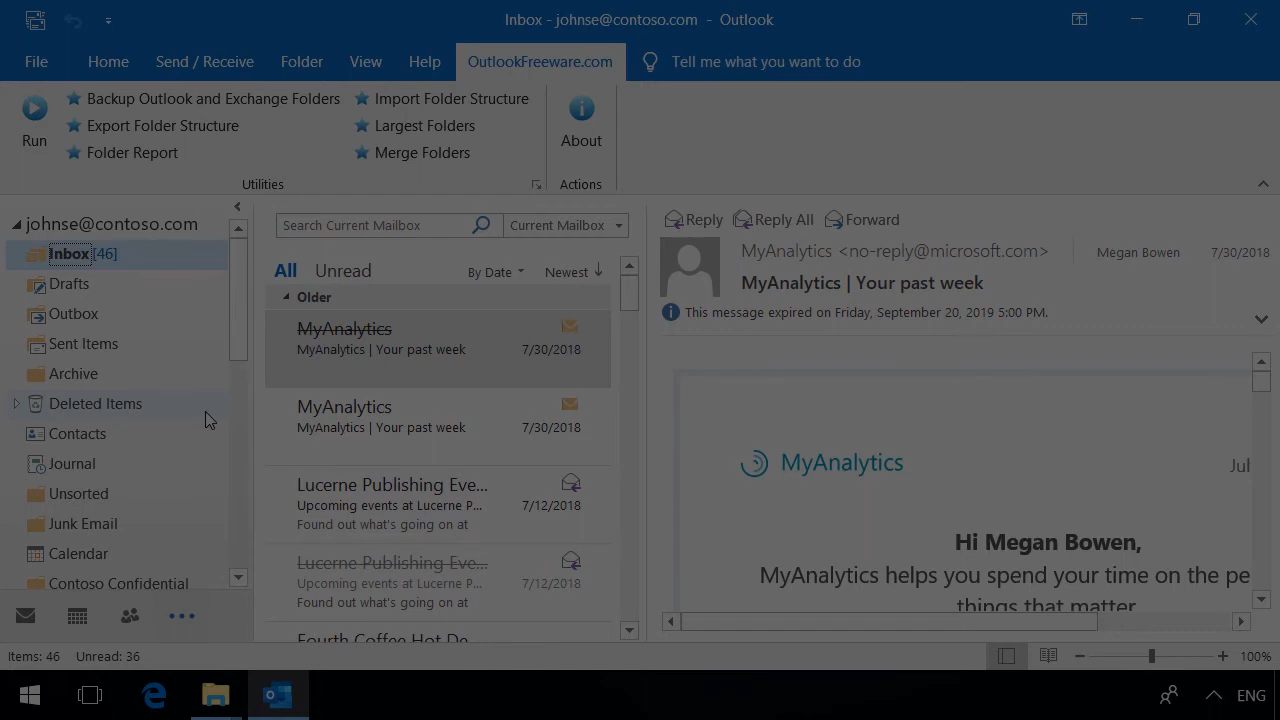 Inbox - johnse@contoso.com - Outlook
File Home Send / Receive Folder View Help OutlookFreeware.com Tell me what you want to do
Run
Backup Outlook and Exchange Folders
Export Folder Structure
Folder Report
Import Folder Structure
Largest Folders
Merge Folders
About
Utilities
Actions
johnse@contoso.com
Inbox [46]
Drafts
Outbox
Sent Items
Archive
Deleted Items
Contacts
Journal
Unsorted
Junk Email
Calendar
Contoso Confidential
Search Current Mailbox
Current Mailbox
All Unread By Date Newest
Older
MyAnalytics
MyAnalytics | Your past week 7/30/2018
MyAnalytics
MyAnalytics | Your past week 7/30/2018
Lucerne Publishing Eve...
Upcoming events at Lucerne P... 7/12/2018
Found out what's going on at
Lucerne Publishing Eve...
Upcoming events at Lucerne P... 7/12/2018
Found out what's going on at
Fourth Coffee Hot De
Reply Reply All Forward
MyAnalytics <no-reply@microsoft.com> Megan Bowen 7/30/2018
MyAnalytics | Your past week
This message expired on Friday, September 20, 2019 5:00 PM.
MyAnalytics
Jul
Hi Megan Bowen,
MyAnalytics helps you spend your time on the pe
things that matter
Items: 46 Unread: 36
100%
ENG